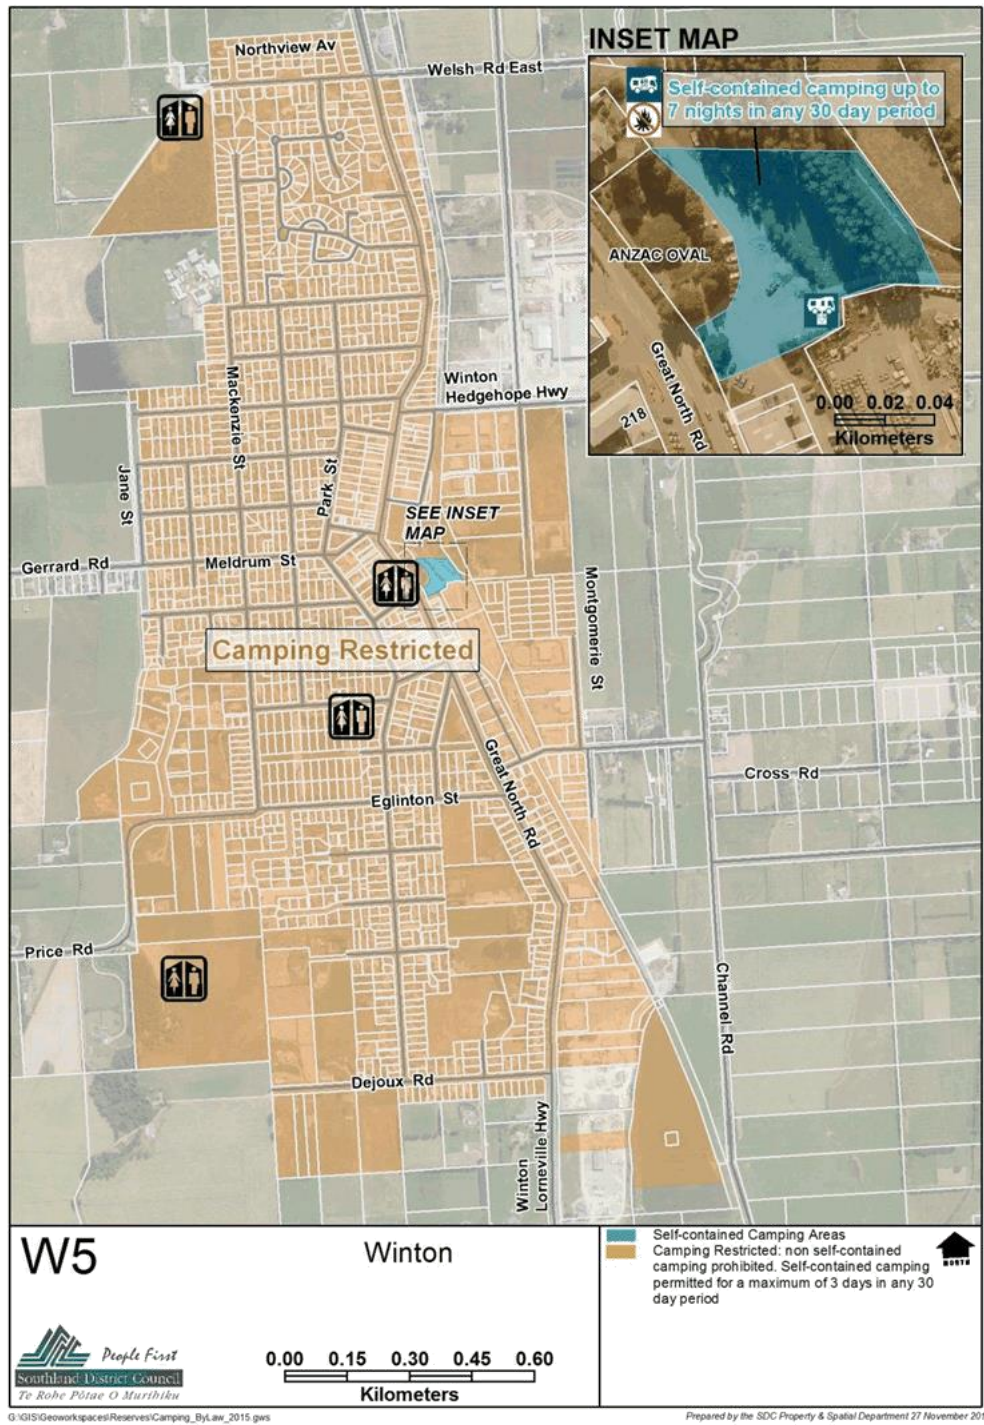 INSET MAP
Northview Av
Welsh Rd East
Self-contained camping up to
7 nights in any 30 day period
ANZAC OVAL
Great North Rd
218
0.00 0.02 0.04
Kilometers
Winton
Hedgehope Hwy
Mackenzie St
Jane St
Park St
SEE INSET
MAP
Gerrard Rd
Meldrum St
Montgomerie St
Camping Restricted
Great North Rd
Cross Rd
Eglinton St
Price Rd
Channel Rd
Dejoux Rd
Winton
Lorneville Hwy
W5
Winton
Self-contained Camping Areas
Camping Restricted: non self-contained
camping prohibited. Self-contained camping
permitted for a maximum of 3 days in any 30
day period
NORTH
People First
Southland District Council
Te Rohe Pōtae O Murihiku
0.00 0.15 0.30 0.45 0.60
Kilometers
G:\GIS\Geoworkspaces\Reserves\Camping_ByLaw_2015.gws
Prepared by the SDC Property & Spatial Department 27 November 201